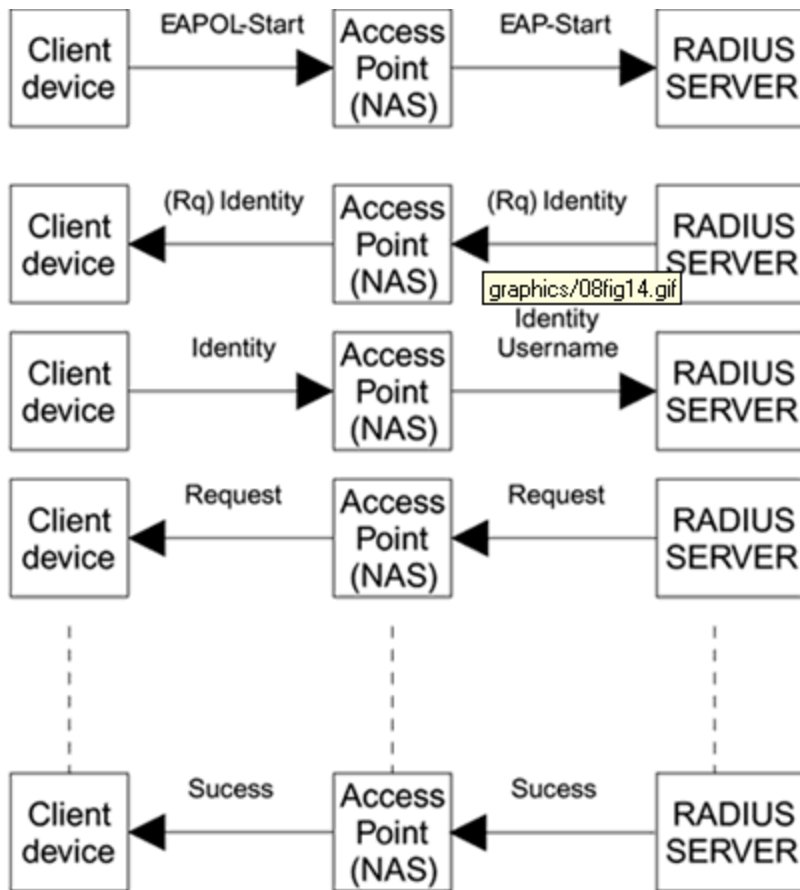 EAPOL-Start
EAP-Start
Client
device
Access
Point
(NAS)
RADIUS
SERVER
(Rq) Identity
(Rq) Identity
Client
device
Access
Point
(NAS)
RADIUS
SERVER
graphics/08fig14.gif
Identity
Identity
Username
Client
device
Access
Point
(NAS)
RADIUS
SERVER
Request
Request
Client
device
Access
Point
(NAS)
RADIUS
SERVER
Sucess
Sucess
Client
device
Access
Point
(NAS)
RADIUS
SERVER